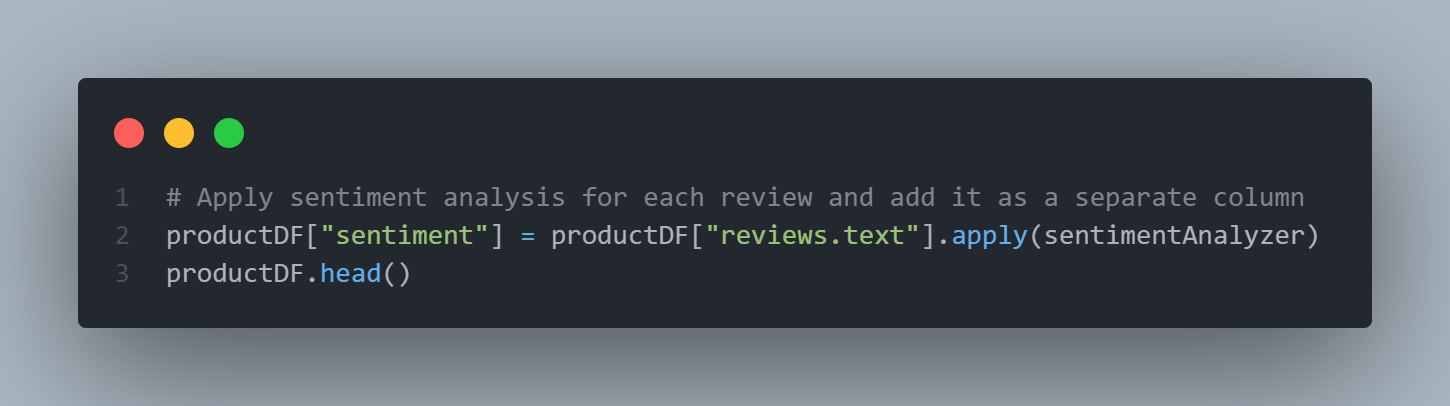 1 # Apply sentiment analysis for each review and add it as a separate column
2 productDF["sentiment"] = productDF["reviews.text"].apply(sentimentAnalyzer)
3 productDF.head()